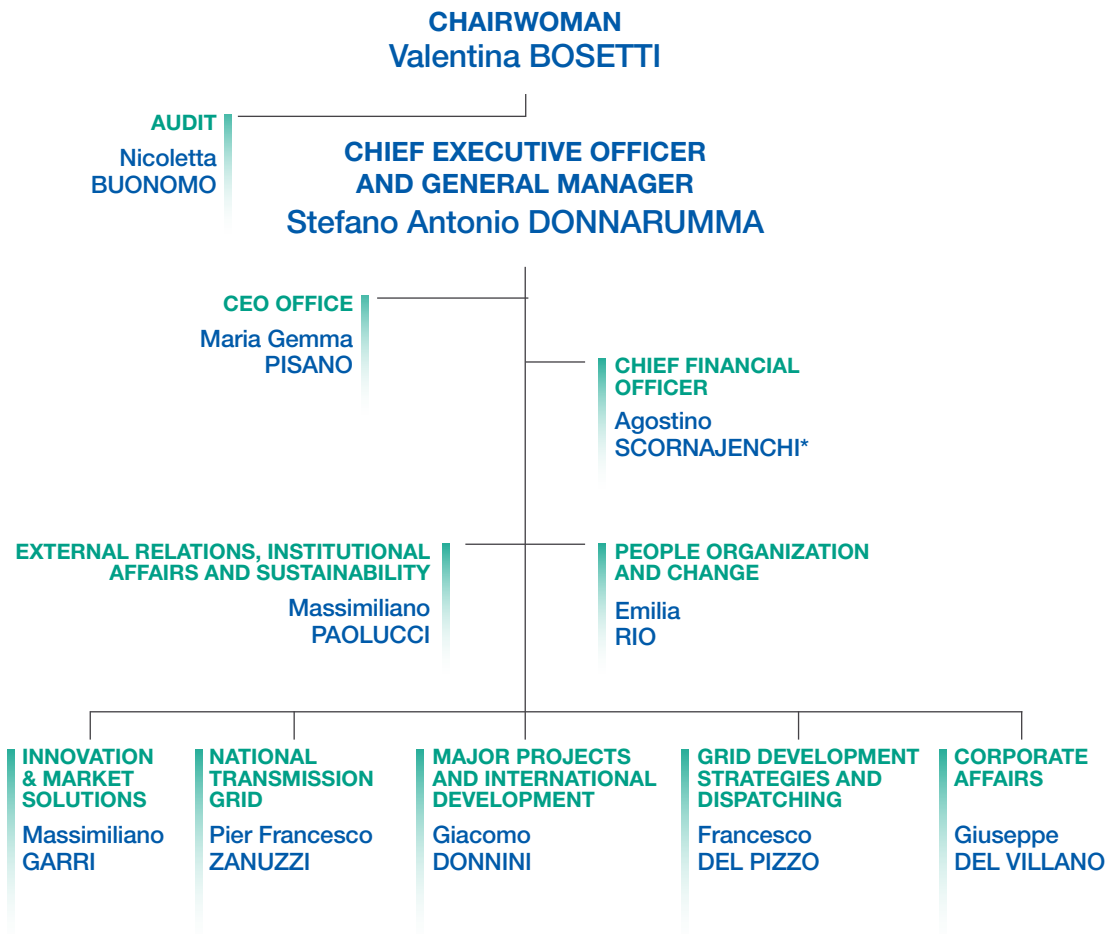 CHAIRWOMAN
Valentina BOSETTI
AUDIT
Nicoletta
BUONOMO
CHIEF EXECUTIVE OFFICER
AND GENERAL MANAGER
Stefano Antonio DONNARUMMA
CEO OFFICE
Maria Gemma
PISANO
CHIEF FINANCIAL
OFFICER
Agostino
SCORNAJENCHI*
EXTERNAL RELATIONS, INSTITUTIONAL
AFFAIRS AND SUSTAINABILITY
Massimiliano
PAOLUCCI
PEOPLE ORGANIZATION
AND CHANGE
Emilia
RIO
INNOVATION
& MARKET
SOLUTIONS
Massimiliano
GARRI
NATIONAL
TRANSMISSION
GRID
Pier Francesco
ZANUZZI
MAJOR PROJECTS
AND INTERNATIONAL
DEVELOPMENT
Giacomo
DONNINI
GRID DEVELOPMENT
STRATEGIES AND
DISPATCHING
Francesco
DEL PIZZO
CORPORATE
AFFAIRS
Giuseppe
DEL VILLANO